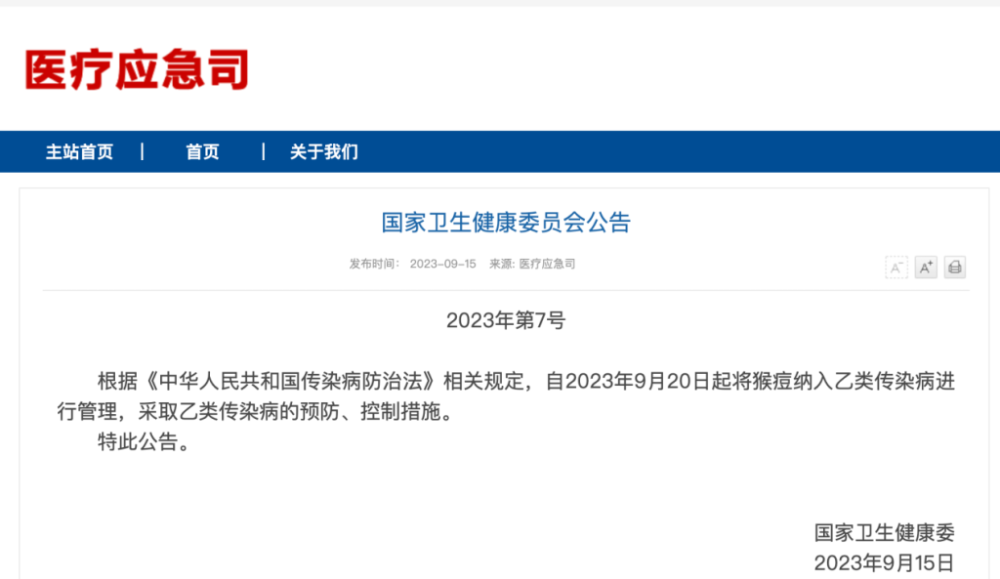 医疗应急司
主站首页 | 首页 | 关于我们
国家卫生健康委员会公告
发布时间： 2023-09-15 来源: 医疗应急司
A- A+
2023年第7号
根据《中华人民共和国传染病防治法》相关规定，自2023年9月20日起将猴痘纳入乙类传染病进
行管理，采取乙类传染病的预防、控制措施。
特此公告。
国家卫生健康委
2023年9月15日